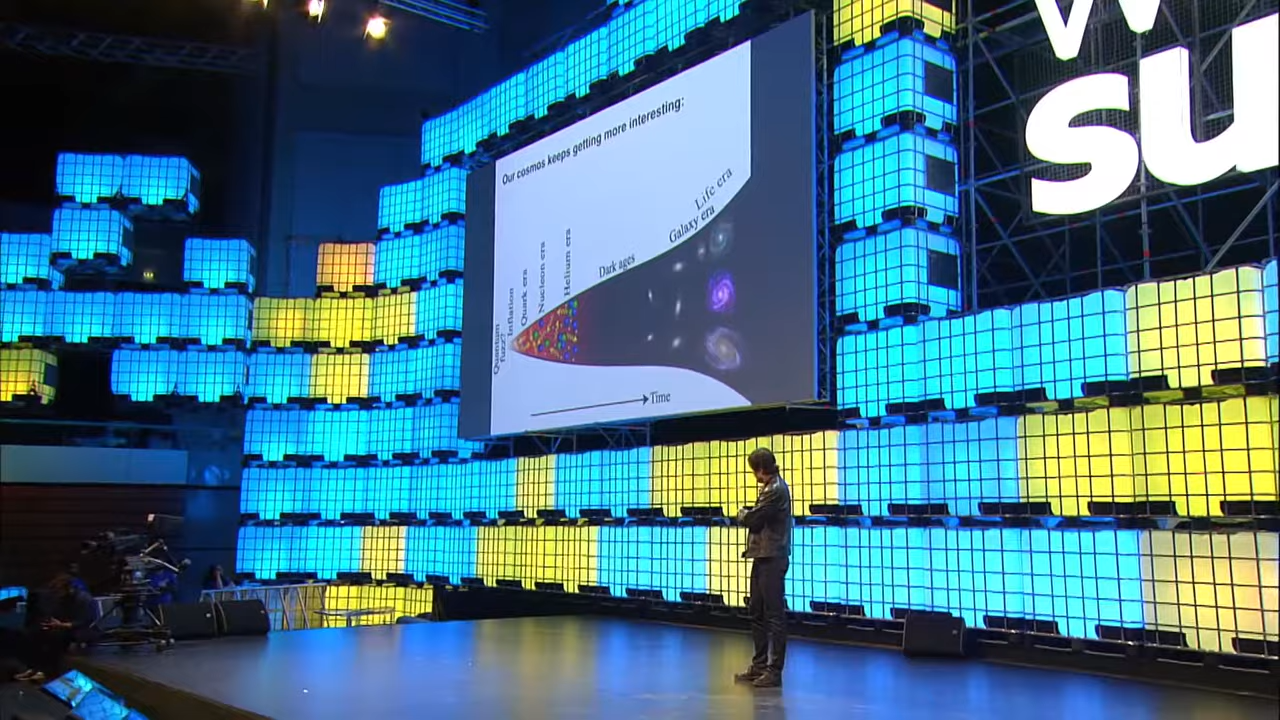 Our cosmos keeps getting more interesting:
Quantum
fuzz?
Inflation
Quark era
Nucleon era
Helium era
Dark ages
Galaxy era
Life era
Time
su